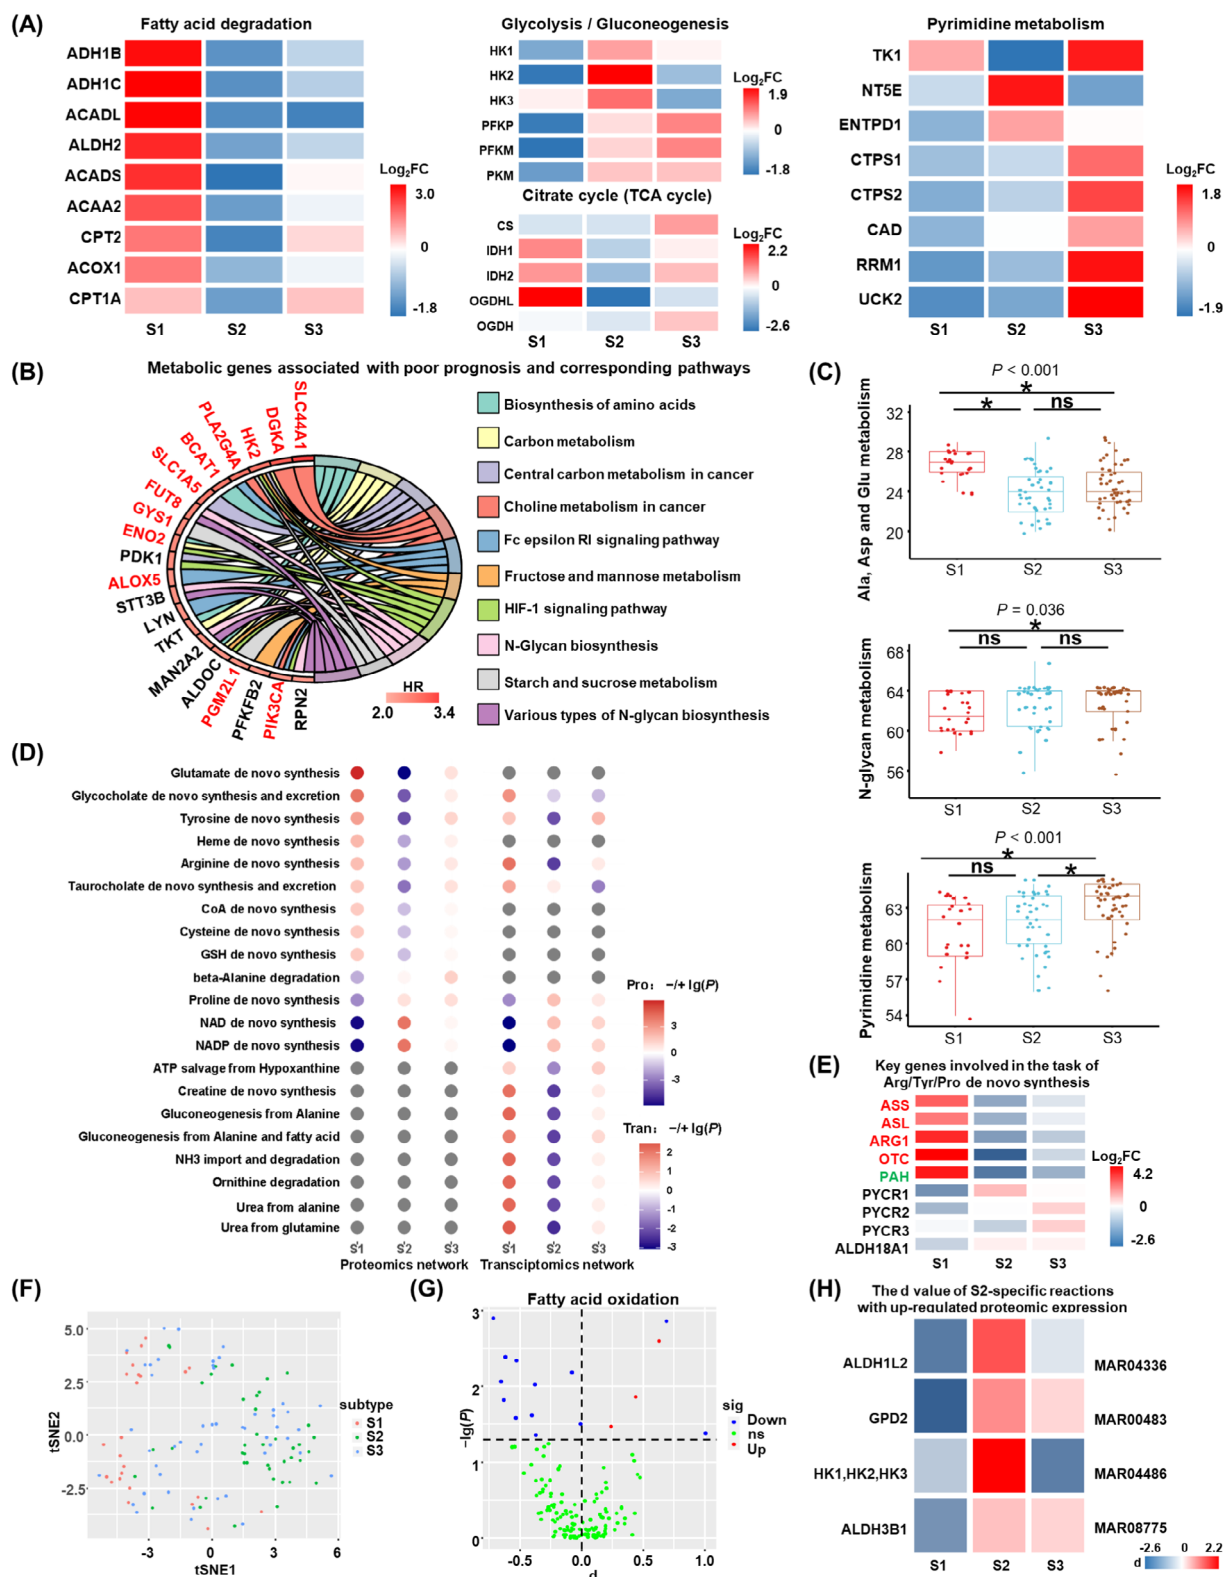 (A)
Fatty acid degradation
ADH1B
ADH1C
ACADL
ALDH2
ACADS
ACAA2
CPT2
ACOX1
CPT1A
S1 S2 S3
Log2FC
3.0
0
-1.8
Glycolysis / Gluconeogenesis
HK1
HK2
HK3
PFKP
PFKM
PKM
Log2FC
1.9
0
-1.8
Citrate cycle (TCA cycle)
CS
IDH1
IDH2
OGDHL
OGDH
S1 S2 S3
Log2FC
2.2
0
-2.6
Pyrimidine metabolism
TK1
NT5E
ENTPD1
CTPS1
CTPS2
CAD
RRM1
UCK2
S1 S2 S3
Log2FC
1.8
0
-1.9
(B)
Metabolic genes associated with poor prognosis and corresponding pathways
SLC44A1
DGKA
HK2
PLA2G4A
BCAT1
SLC1A5
FUT8
GYS1
ENO2
PDK1
ALOX5
STT3B
LYN
TKT
MAN2A2
ALDOC
PGM2L1
PFKFB2
PIK3CA
RPN2
HR
2.0 3.4
Biosynthesis of amino acids
Carbon metabolism
Central carbon metabolism in cancer
Choline metabolism in cancer
Fc epsilon RI signaling pathway
Fructose and mannose metabolism
HIF-1 signaling pathway
N-Glycan biosynthesis
Starch and sucrose metabolism
Various types of N-glycan biosynthesis
(C)
P < 0.001
*
* ns
Ala, Asp and Glu metabolism
32
28
24
20
S1 S2 S3
P = 0.036
*
ns ns
N-glycan metabolism
68
64
60
56
S1 S2 S3
P < 0.001
*
ns *
Pyrimidine metabolism
63
60
57
54
S1 S2 S3
(D)
Glutamate de novo synthesis
Glycocholate de novo synthesis and excretion
Tyrosine de novo synthesis
Heme de novo synthesis
Arginine de novo synthesis
Taurocholate de novo synthesis and excretion
CoA de novo synthesis
Cysteine de novo synthesis
GSH de novo synthesis
beta-Alanine degradation
Proline de novo synthesis
NAD de novo synthesis
NADP de novo synthesis
ATP salvage from Hypoxanthine
Creatine de novo synthesis
Gluconeogenesis from Alanine
Gluconeogenesis from Alanine and fatty acid
NH3 import and degradation
Ornithine degradation
Urea from alanine
Urea from glutamine
S1 S2 S3 S1 S2 S3
Proteomics network Transciptomics network
Pro: −/+ lg(P)
3
0
-3
Tran: −/+ lg(P)
2
1
0
-1
-2
-3
(E)
Key genes involved in the task of
Arg/Tyr/Pro de novo synthesis
ASS
ASL
ARG1
OTC
PAH
PYCR1
PYCR2
PYCR3
ALDH18A1
S1 S2 S3
Log2FC
4.2
0
-2.6
(F)
tSNE2
5.0
2.5
0.0
-2.5
-3 0 3 6
tSNE1
subtype
S1
S2
S3
(G)
Fatty acid oxidation
−lg(P)
3
2
1
0
-0.5 0.0 0.5 1.0
d
sig
Down
ns
Up
(H)
The d value of S2-specific reactions
with up-regulated proteomic expression
ALDH1L2 MAR04336
GPD2 MAR00483
HK1,HK2,HK3 MAR04486
ALDH3B1 MAR08775
S1 S2 S3
-2.6 0 2.2
d